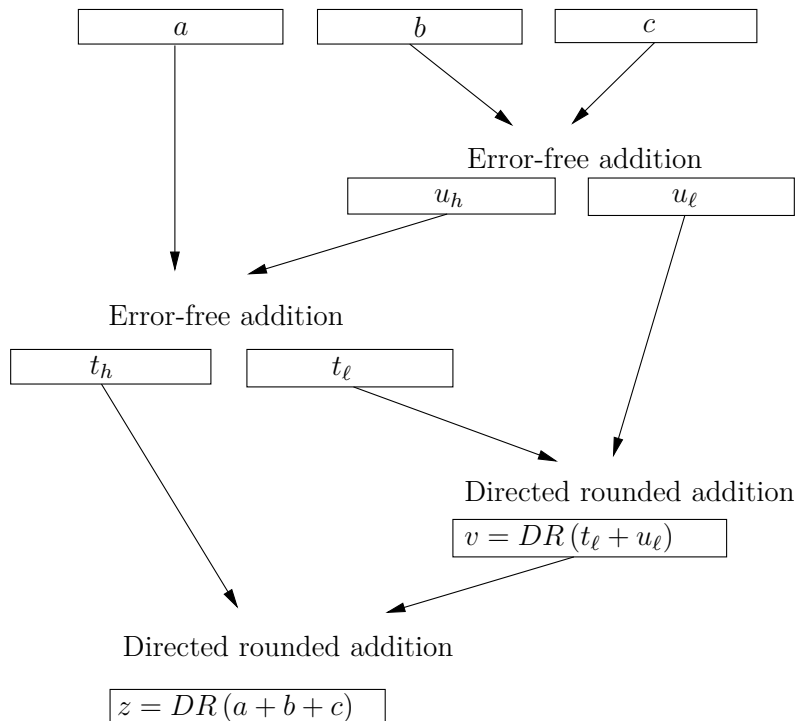 a b c
Error-free addition
u_h u_ℓ
Error-free addition
t_h t_ℓ
Directed rounded addition
v = DR (t_ℓ + u_ℓ)
Directed rounded addition
z = DR (a + b + c)